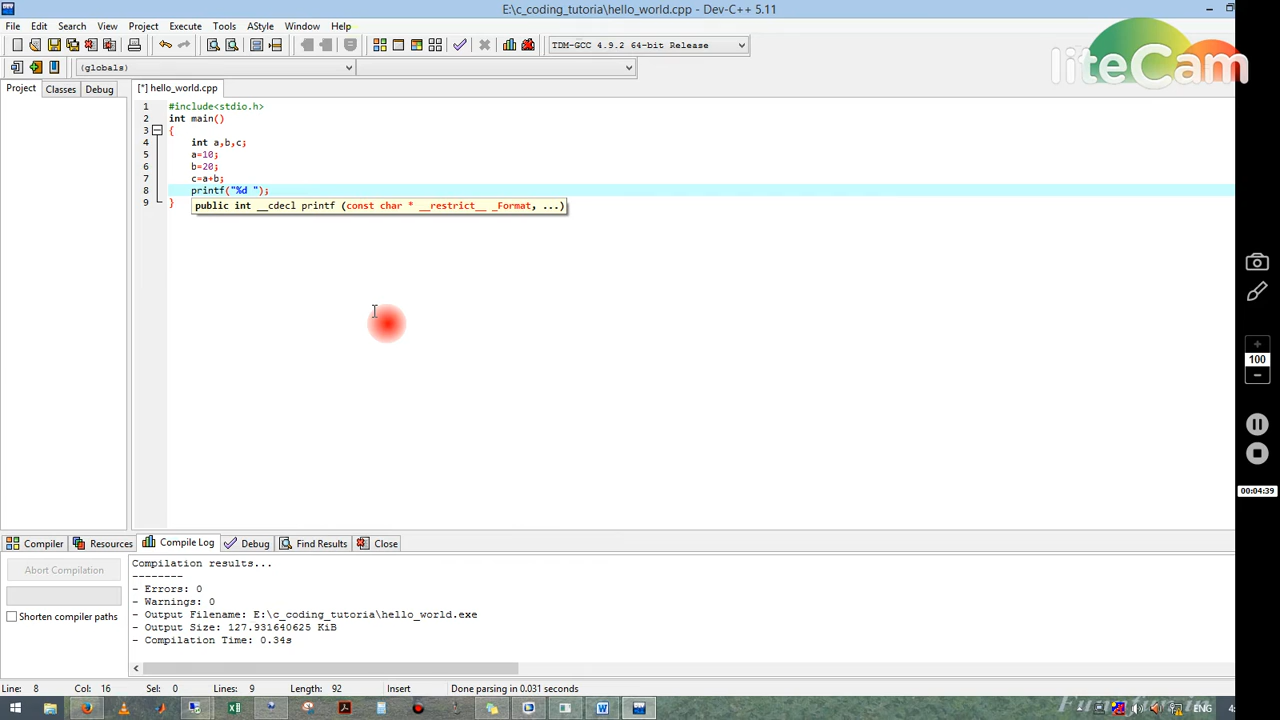 E:\c_coding_tutoria\hello_world.cpp - Dev-C++ 5.11
File Edit Search View Project Execute Tools AStyle Window Help
TDM-GCC 4.9.2 64-bit Release
liteCam
(globals)
Project Classes Debug
[*] hello_world.cpp
1 #include<stdio.h>
2 int main()
3 {
4 int a,b,c;
5 a=10;
6 b=20;
7 c=a+b;
8 printf("%d ");
9 }
public int __cdecl printf (const char * __restrict__ _Format, ...)
100
00:04:39
Compiler Resources Compile Log Debug Find Results Close
Abort Compilation
Shorten compiler paths
Compilation results...
--------
- Errors: 0
- Warnings: 0
- Output Filename: E:\c_coding_tutoria\hello_world.exe
- Output Size: 127.931640625 KiB
- Compilation Time: 0.34s
Line: 8 Col: 16 Sel: 0 Lines: 9 Length: 92 Insert Done parsing in 0.031 seconds
ENG